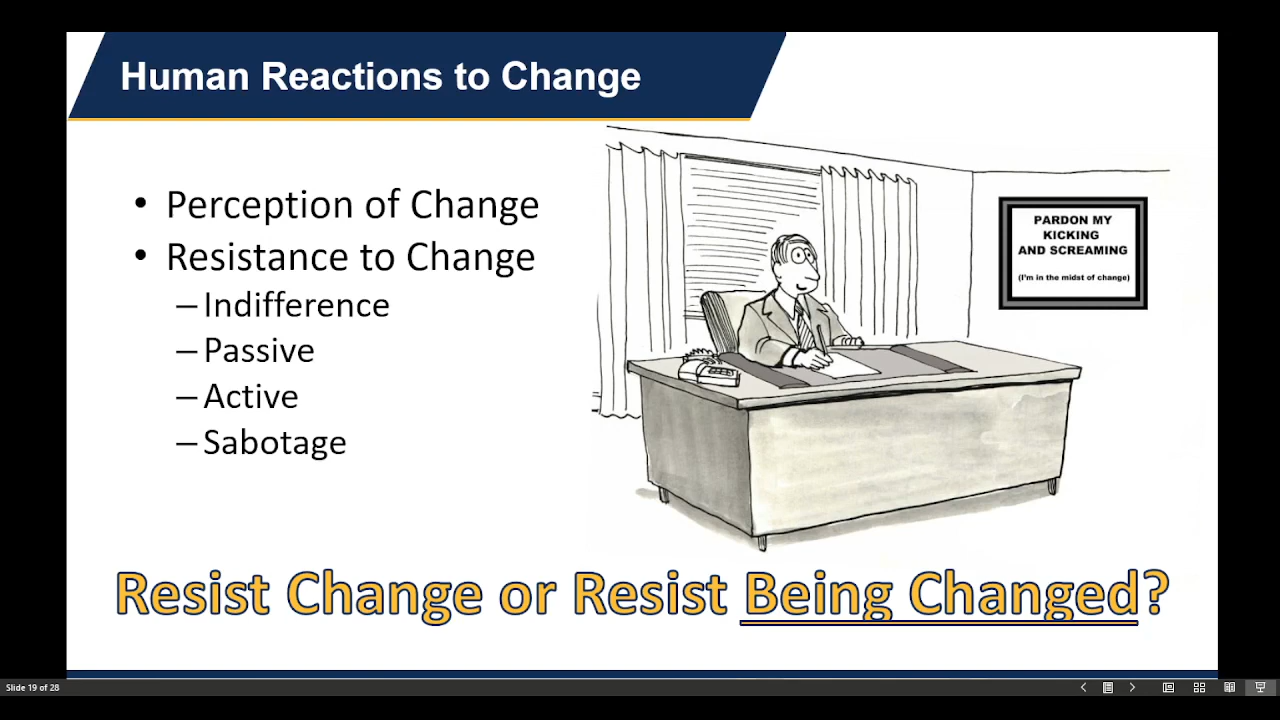 Human Reactions to Change
• Perception of Change
• Resistance to Change
– Indifference
– Passive
– Active
– Sabotage
PARDON MY
KICKING
AND SCREAMING
(I'm in the midst of change)
Resist Change or Resist Being Changed?
Slide 19 of 28